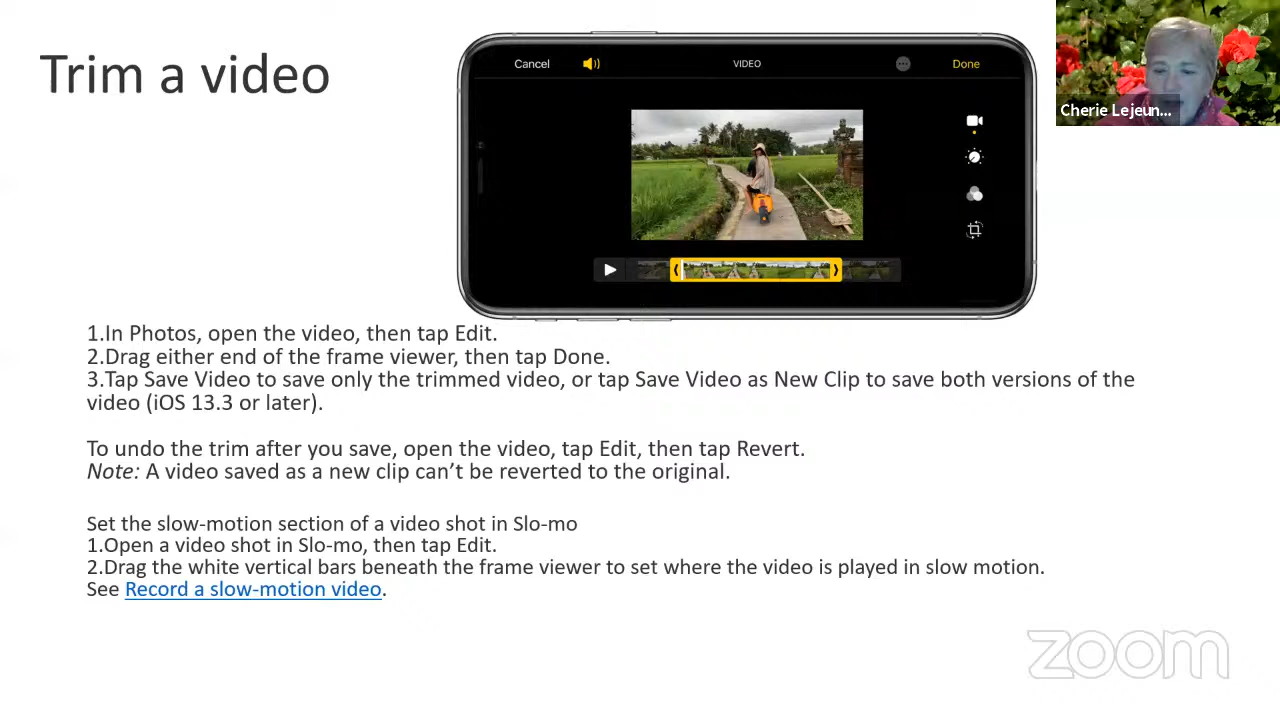 Trim a video
Cancel
VIDEO
Done
Cherie Lejeun...
1.In Photos, open the video, then tap Edit.
2.Drag either end of the frame viewer, then tap Done.
3.Tap Save Video to save only the trimmed video, or tap Save Video as New Clip to save both versions of the
video (iOS 13.3 or later).
To undo the trim after you save, open the video, tap Edit, then tap Revert.
Note: A video saved as a new clip can’t be reverted to the original.
Set the slow-motion section of a video shot in Slo-mo
1.Open a video shot in Slo-mo, then tap Edit.
2.Drag the white vertical bars beneath the frame viewer to set where the video is played in slow motion.
See Record a slow-motion video.
zoom